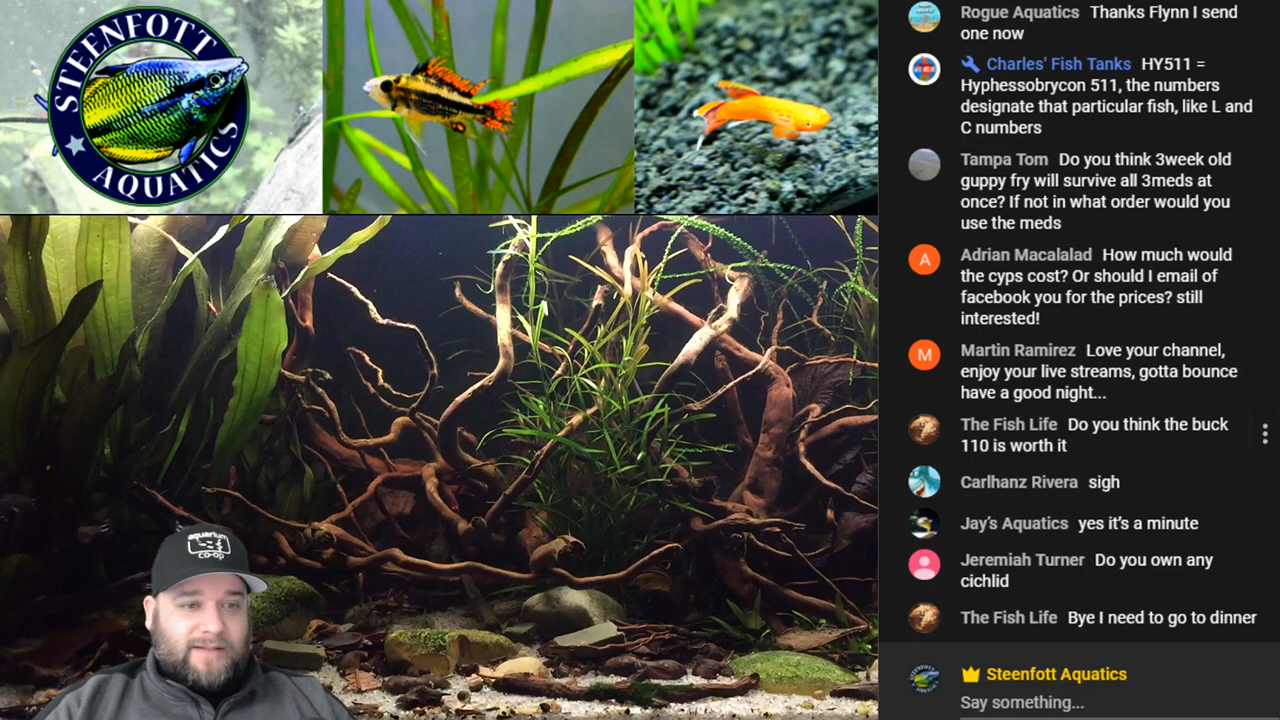 STEENFOTT
AQUATICS
aquarium
co-op
Rogue Aquatics Thanks Flynn I send
one now
Charles' Fish Tanks HY511 =
Hyphessobrycon 511, the numbers
designate that particular fish, like L and
C numbers
Tampa Tom Do you think 3week old
guppy fry will survive all 3meds at
once? If not in what order would you
use the meds
A
Adrian Macalalad How much would
the cyps cost? Or should I email of
facebook you for the prices? still
interested!
M
Martin Ramirez Love your channel,
enjoy your live streams, gotta bounce
have a good night...
The Fish Life Do you think the buck
110 is worth it
Carlhanz Rivera sigh
Jay's Aquatics yes it's a minute
Jeremiah Turner Do you own any
cichlid
The Fish Life Bye I need to go to dinner
Steenfott Aquatics
Say something...